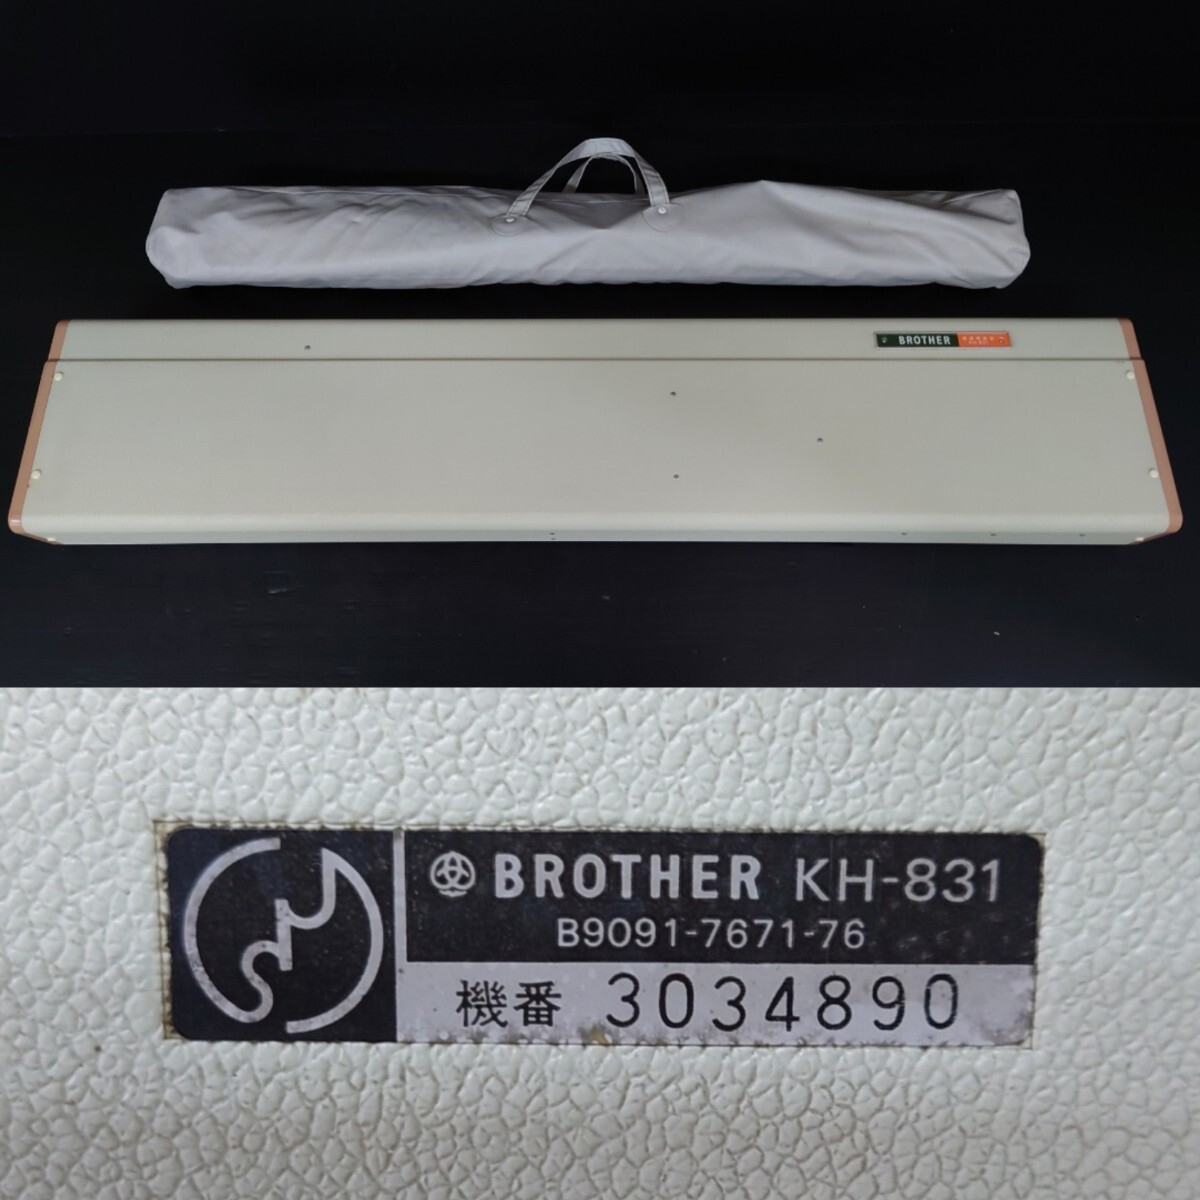 BROTHER
BROTHER KH-831
B9091-7671-76
機番 3034890